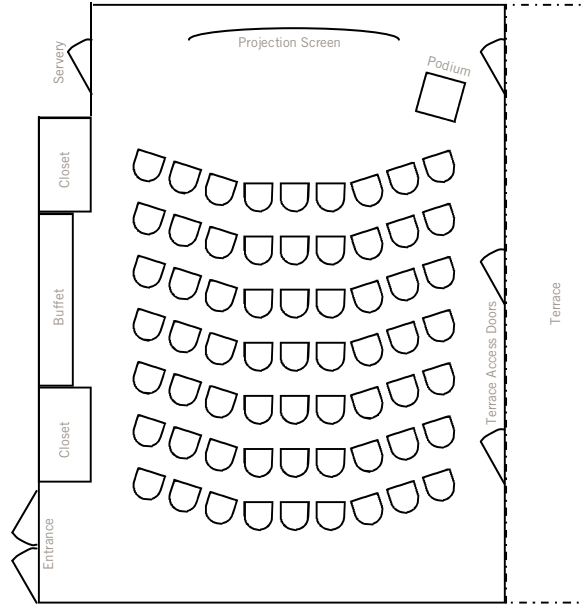 Projection Screen
Servery
Podium
Closet
Buffet
Terrace Access Doors
Terrace
Closet
Entrance